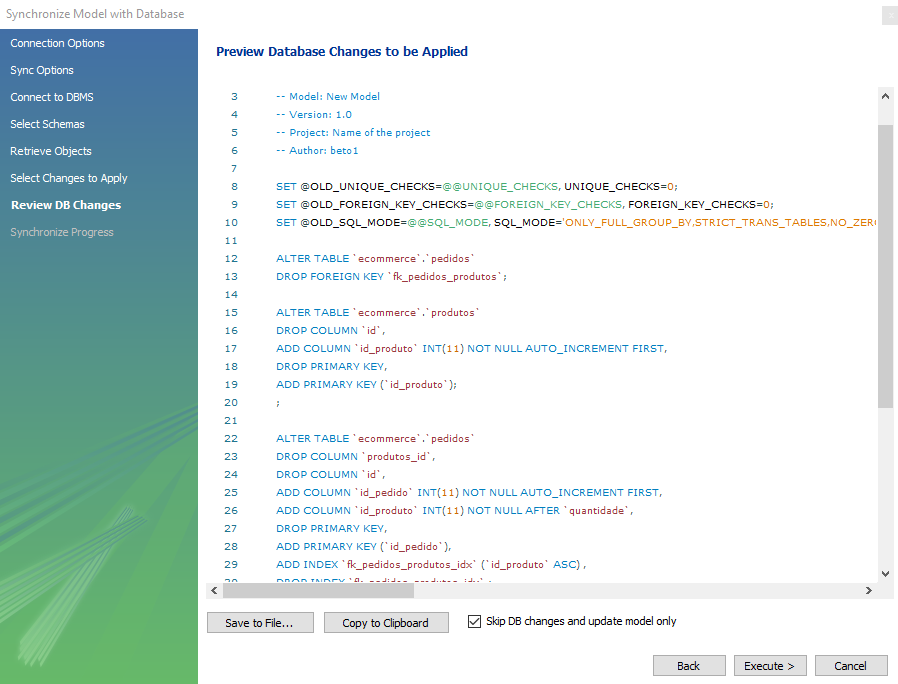 Synchronize Model with Database
Connection Options
Sync Options
Connect to DBMS
Select Schemas
Retrieve Objects
Select Changes to Apply
Review DB Changes
Synchronize Progress
Preview Database Changes to be Applied
3 -- Model: New Model
4 -- Version: 1.0
5 -- Project: Name of the project
6 -- Author: beto1
7
8 SET @OLD_UNIQUE_CHECKS=@@UNIQUE_CHECKS, UNIQUE_CHECKS=0;
9 SET @OLD_FOREIGN_KEY_CHECKS=@@FOREIGN_KEY_CHECKS, FOREIGN_KEY_CHECKS=0;
10 SET @OLD_SQL_MODE=@@SQL_MODE, SQL_MODE='ONLY_FULL_GROUP_BY,STRICT_TRANS_TABLES,NO_ZERO
11
12 ALTER TABLE `ecommerce`.`pedidos`
13 DROP FOREIGN KEY `fk_pedidos_produtos`;
14
15 ALTER TABLE `ecommerce`.`produtos`
16 DROP COLUMN `id`,
17 ADD COLUMN `id_produto` INT(11) NOT NULL AUTO_INCREMENT FIRST,
18 DROP PRIMARY KEY,
19 ADD PRIMARY KEY (`id_produto`);
20 ;
21
22 ALTER TABLE `ecommerce`.`pedidos`
23 DROP COLUMN `produtos_id`,
24 DROP COLUMN `id`,
25 ADD COLUMN `id_pedido` INT(11) NOT NULL AUTO_INCREMENT FIRST,
26 ADD COLUMN `id_produto` INT(11) NOT NULL AFTER `quantidade`,
27 DROP PRIMARY KEY,
28 ADD PRIMARY KEY (`id_pedido`),
29 ADD INDEX `fk_pedidos_produtos_idx` (`id_produto` ASC) ,
30 DROP INDEX `fk_pedidos_produtos_idx` ;
Save to File...
Copy to Clipboard
Skip DB changes and update model only
Back
Execute >
Cancel